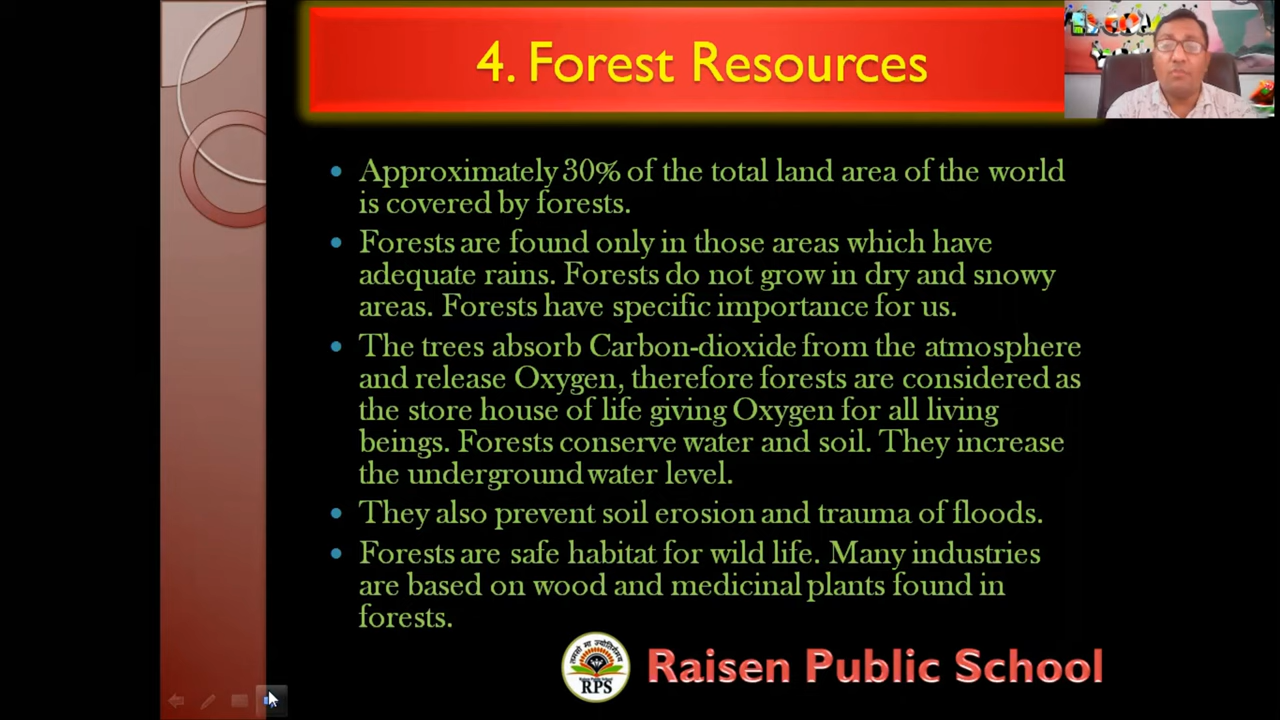 4. Forest Resources
Approximately 30% of the total land area of the world
is covered by forests.
Forests are found only in those areas which have
adequate rains. Forests do not grow in dry and snowy
areas. Forests have specific importance for us.
The trees absorb Carbon-dioxide from the atmosphere
and release Oxygen, therefore forests are considered as
the store house of life giving Oxygen for all living
beings. Forests conserve water and soil. They increase
the underground water level.
They also prevent soil erosion and trauma of floods.
Forests are safe habitat for wild life. Many industries
are based on wood and medicinal plants found in
forests.
तमसो मा ज्योतिर्गमय
RPS
Raisen Public School